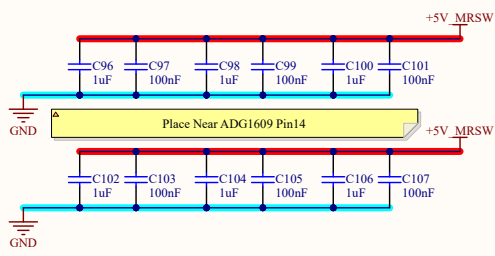 +5V_MRSW
C96 C97 C98 C99 C100 C101
1uF 100nF 1uF 100nF 1uF 100nF
GND
Place Near ADG1609 Pin14
+5V_MRSW
C102 C103 C104 C105 C106 C107
1uF 100nF 1uF 100nF 1uF 100nF
GND